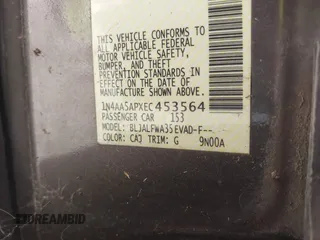 THIS VEHICLE CONFORMS TO
ALL APPLICABLE FEDERAL
MOTOR VEHICLE SAFETY,
BUMPER, AND THEFT
PREVENTION STANDARDS
IN EFFECT ON THE DATE OF
MANUFACTURE SHOWN ABOVE.
1N4AA5APXEC453564
PASSENGER CAR 153
MODEL: BLJALFWA35EVAD-F--
COLOR: CAJ TRIM: G 9N00A
DREAMBID